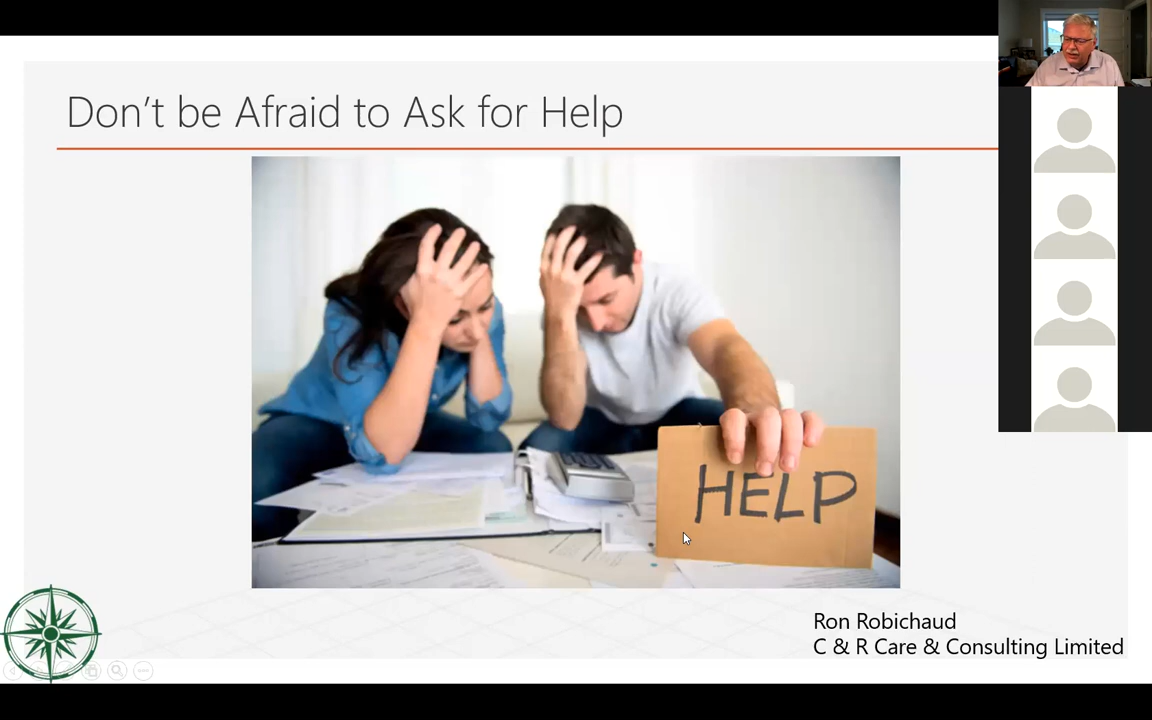 Don't be Afraid to Ask for Help
HELP
Ron Robichaud
C & R Care & Consulting Limited